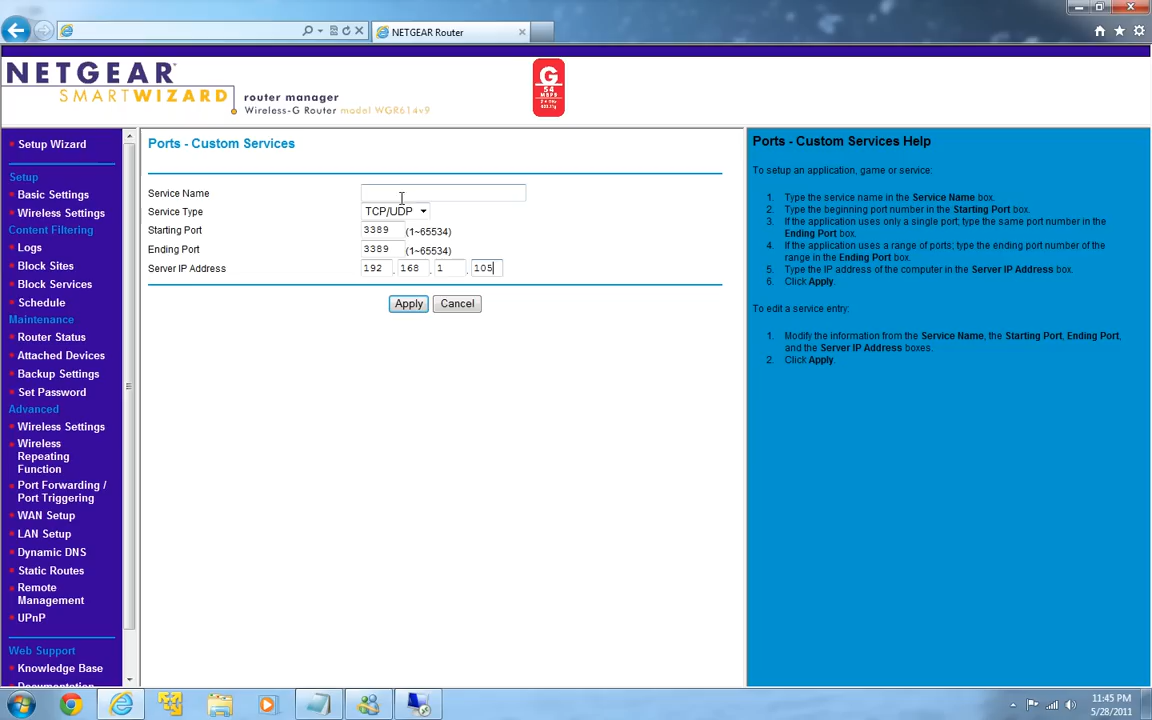 NETGEAR Router
NETGEAR
SMARTWIZARD
router manager
Wireless-G Router model WGR614v9
G
54
MBPS
2.4 GHz
802.11g
Setup Wizard
Setup
Basic Settings
Wireless Settings
Content Filtering
Logs
Block Sites
Block Services
Schedule
Maintenance
Router Status
Attached Devices
Backup Settings
Set Password
Advanced
Wireless Settings
Wireless
Repeating
Function
Port Forwarding /
Port Triggering
WAN Setup
LAN Setup
Dynamic DNS
Static Routes
Remote
Management
UPnP
Web Support
Knowledge Base
Documentation
Ports - Custom Services
Service Name
Service Type TCP/UDP
Starting Port 3389 (1~65534)
Ending Port 3389 (1~65534)
Server IP Address 192 . 168 . 1 . 105
Apply Cancel
Ports - Custom Services Help
To setup an application, game or service:
1. Type the service name in the Service Name box.
2. Type the beginning port number in the Starting Port box.
3. If the application uses only a single port; type the same port number in the
Ending Port box.
4. If the application uses a range of ports; type the ending port number of the
range in the Ending Port box.
5. Type the IP address of the computer in the Server IP Address box.
6. Click Apply.
To edit a service entry:
1. Modify the information from the Service Name, the Starting Port, Ending Port,
and the Server IP Address boxes.
2. Click Apply.
11:45 PM
5/28/2011